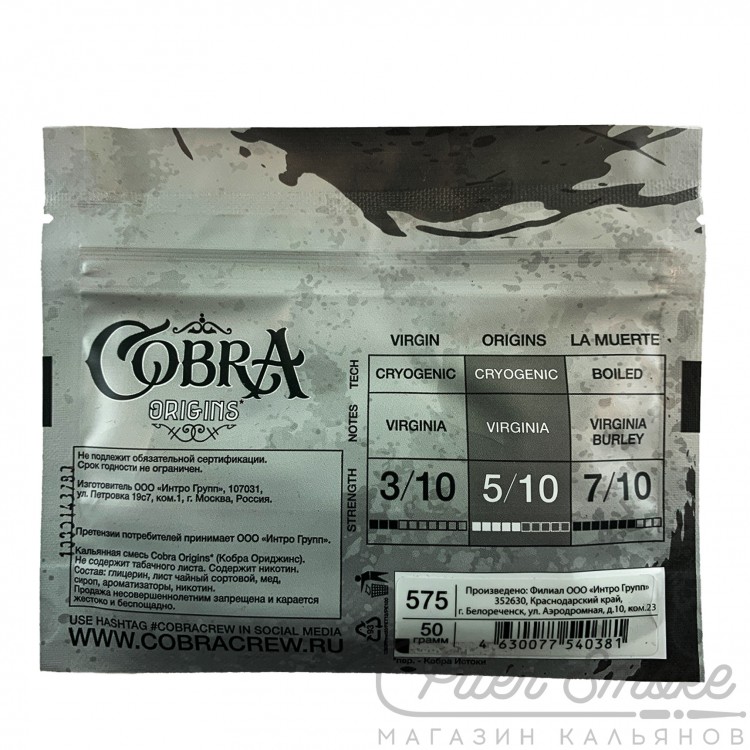 COBRA
ORIGINS*
VIRGIN ORIGINS LA MUERTE
TECH CRYOGENIC CRYOGENIC BOILED
NOTES VIRGINIA VIRGINIA VIRGINIA BURLEY
STRENGTH 3/10 5/10 7/10
Не подлежит обязательной сертификации.
Срок годности не ограничен.
Изготовитель ООО «Интро Групп», 107031,
ул. Петровка 19с7, ком.1, г. Москва, Россия.
Претензии потребителей принимает ООО «Интро Групп».
Кальянная смесь Cobra Origins* (Кобра Ориджинс).
Не содержит табачного листа. Содержит никотин.
Состав: глицерин, лист чайный сортовой, мед,
сироп, ароматизаторы, никотин.
Продажа несовершеннолетним запрещена и карается
жестоко и беспощадно.
USE HASHTAG #COBRACREW IN SOCIAL MEDIA
WWW.COBRACREW.RU
575
50
грамм
Произведено: Филиал ООО «Интро Групп»
352630, Краснодарский край,
г. Белореченск, ул. Аэродромная, д.10, ком.23
4 630077 540381
*пер. - Кобра Истоки
Puer Smoke
МАГАЗИН КАЛЬЯНОВ